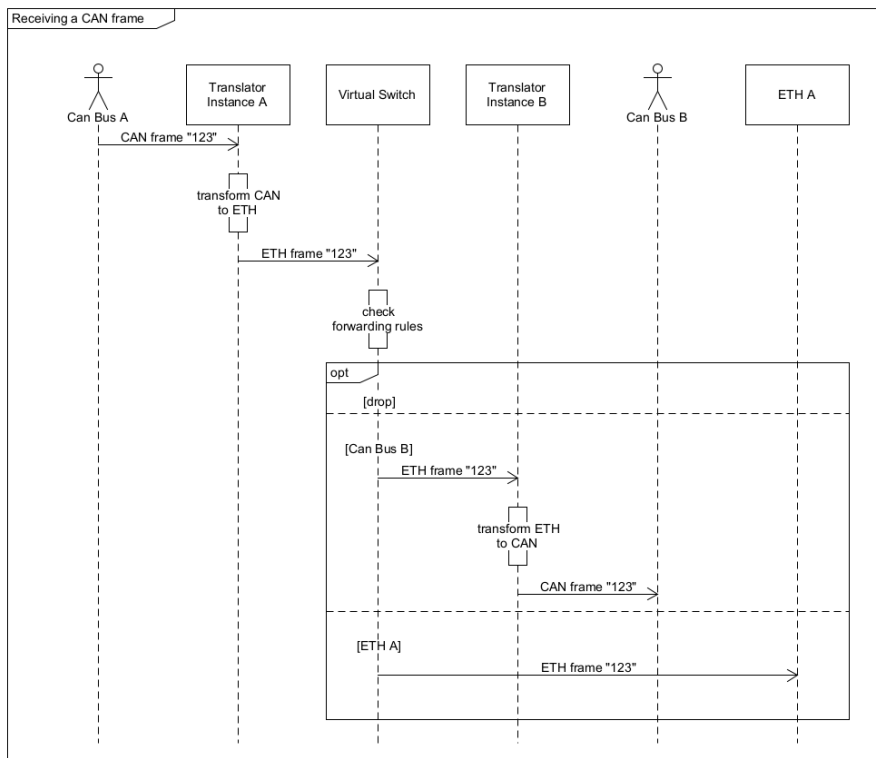 Receiving a CAN frame
Can Bus A
Translator
Instance A
Virtual Switch
Translator
Instance B
Can Bus B
ETH A
CAN frame "123"
transform CAN
to ETH
ETH frame "123"
check
forwarding rules
opt
[drop]
[Can Bus B]
ETH frame "123"
transform ETH
to CAN
CAN frame "123"
[ETH A]
ETH frame "123"